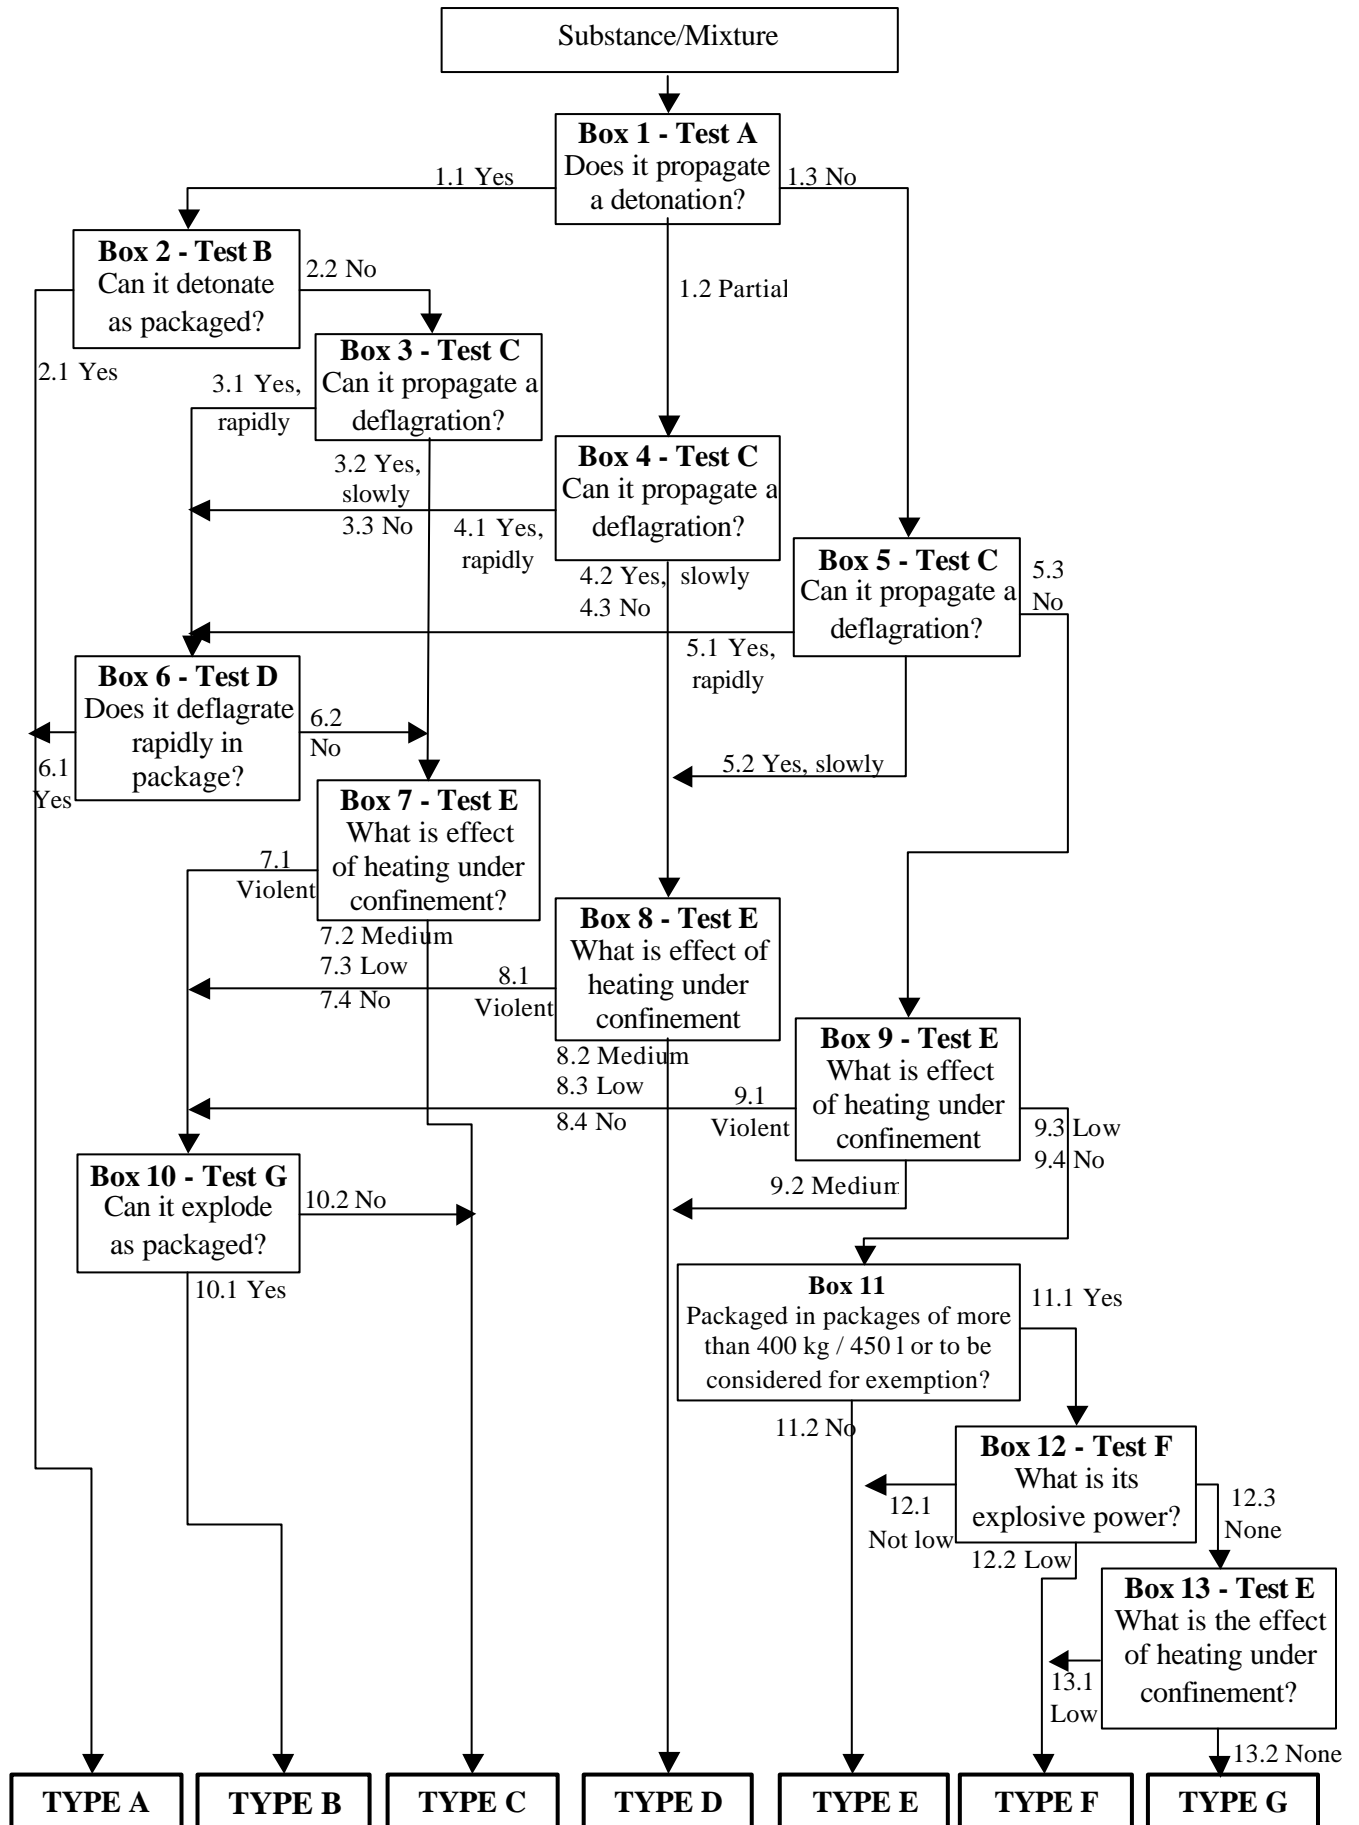 Substance/Mixture
Box 1 - Test A
Does it propagate
a detonation?
1.1 Yes
1.3 No
1.2 Partial
Box 2 - Test B
Can it detonate
as packaged?
2.2 No
2.1 Yes
Box 3 - Test C
Can it propagate a
deflagration?
3.1 Yes,
rapidly
3.2 Yes,
slowly
3.3 No
Box 4 - Test C
Can it propagate a
deflagration?
4.1 Yes,
rapidly
4.2 Yes, slowly
4.3 No
Box 5 - Test C
Can it propagate a
deflagration?
5.3
No
5.1 Yes,
rapidly
5.2 Yes, slowly
Box 6 - Test D
Does it deflagrate
rapidly in
package?
6.2
No
6.1
Yes
Box 7 - Test E
What is effect
of heating under
confinement?
7.1
Violent
7.2 Medium
7.3 Low
7.4 No
Box 8 - Test E
What is effect of
heating under
confinement
8.1
Violent
8.2 Medium
8.3 Low
8.4 No
Box 9 - Test E
What is effect
of heating under
confinement
9.1
Violent
9.3 Low
9.4 No
9.2 Medium
Box 10 - Test G
Can it explode
as packaged?
10.2 No
10.1 Yes
Box 11
Packaged in packages of more
than 400 kg / 450 l or to be
considered for exemption?
11.1 Yes
11.2 No
Box 12 - Test F
What is its
explosive power?
12.1
Not low
12.2 Low
12.3
None
Box 13 - Test E
What is the effect
of heating under
confinement?
13.1
Low
13.2 None
TYPE A
TYPE B
TYPE C
TYPE D
TYPE E
TYPE F
TYPE G